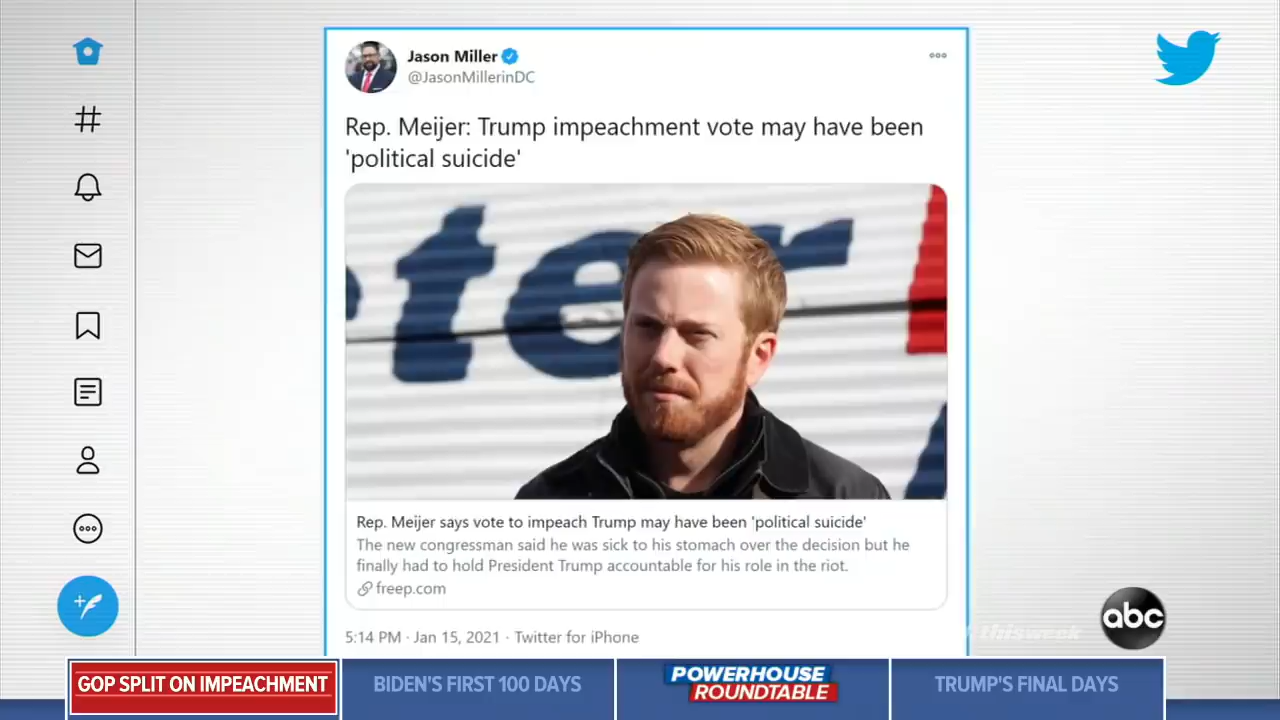 Jason Miller
@JasonMillerinDC
Rep. Meijer: Trump impeachment vote may have been
'political suicide'
ter
Rep. Meijer says vote to impeach Trump may have been 'political suicide'
The new congressman said he was sick to his stomach over the decision but he
finally had to hold President Trump accountable for his role in the riot.
freep.com
5:14 PM · Jan 15, 2021 · Twitter for iPhone
thisweek
abc
GOP SPLIT ON IMPEACHMENT
BIDEN'S FIRST 100 DAYS
POWERHOUSE
ROUNDTABLE
TRUMP'S FINAL DAYS